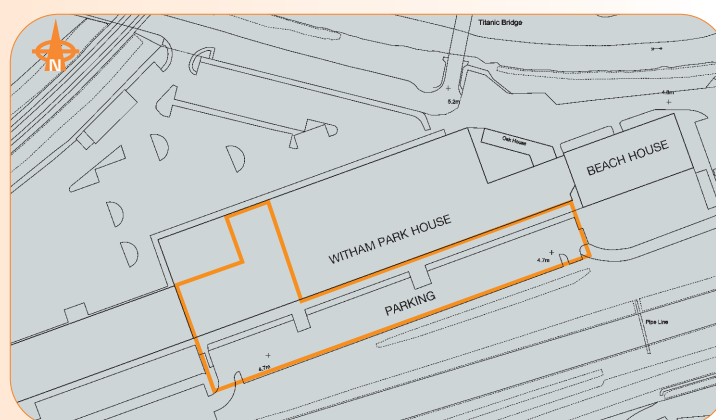 Titanic Bridge
N
5.2m
4.8m
Oak House
BEACH HOUSE
WITHAM PARK HOUSE
4.7m
PARKING
Pipe Line
4.7m